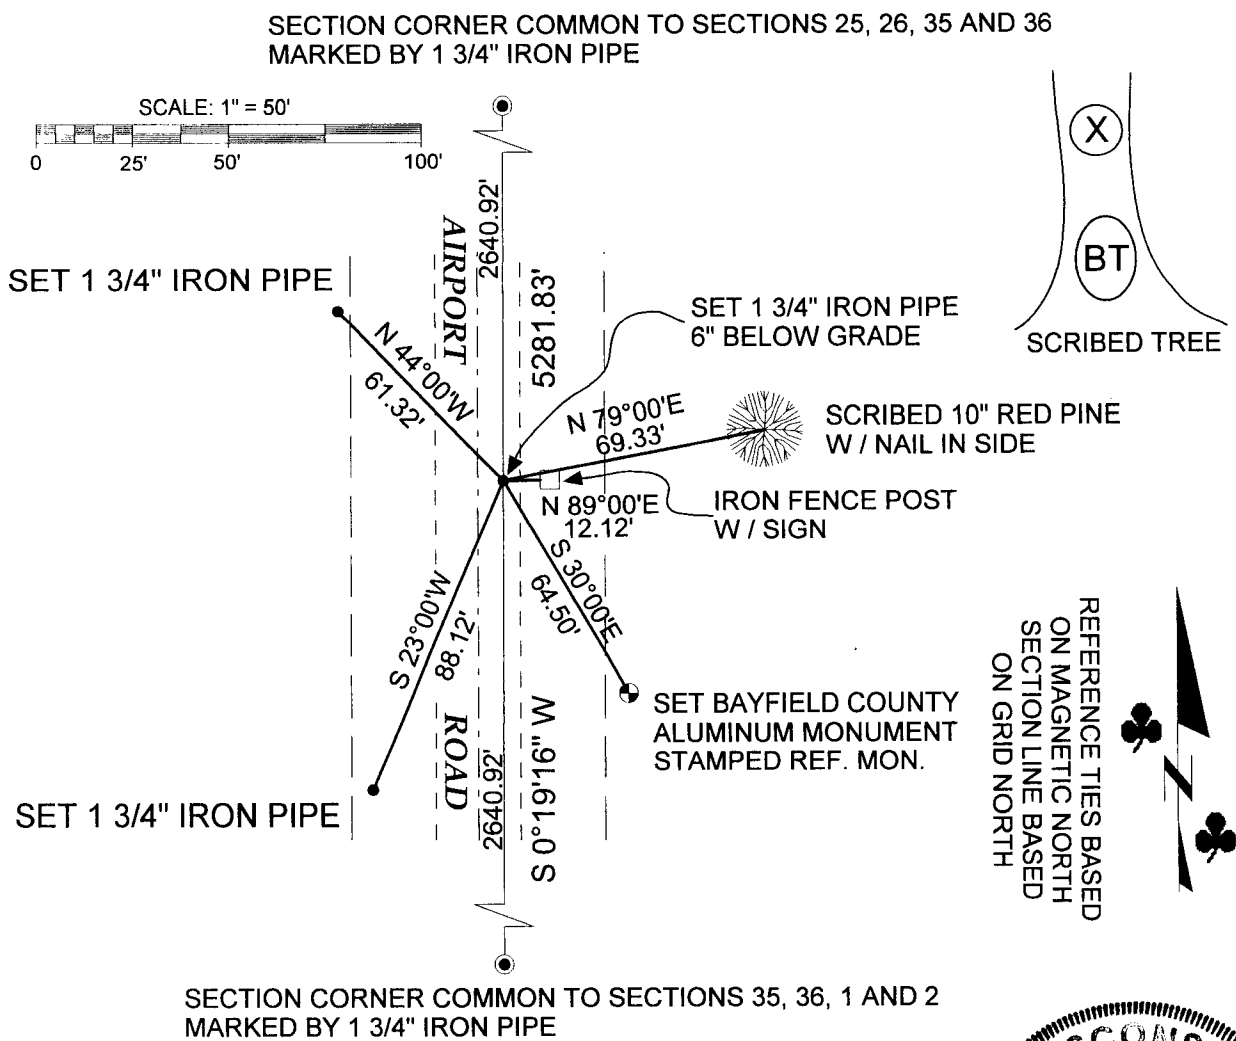 SECTION CORNER COMMON TO SECTIONS 25, 26, 35 AND 36
MARKED BY 1 3/4" IRON PIPE
SCALE: 1" = 50'
0 25' 50' 100'
X
BT
SCRIBED TREE
AIRPORT
2640.92'
5281.83'
SET 1 3/4" IRON PIPE
N 44°00'W
61.32'
SET 1 3/4" IRON PIPE
6" BELOW GRADE
N 79°00'E
69.33'
SCRIBED 10" RED PINE
W / NAIL IN SIDE
N 89°00'E
12.12'
IRON FENCE POST
W / SIGN
S 30°00'E
64.50'
S 23°00'W
88.12'
SET BAYFIELD COUNTY
ALUMINUM MONUMENT
STAMPED REF. MON.
ROAD
2640.92'
S 0°19'16" W
SET 1 3/4" IRON PIPE
REFERENCE TIES BASED
ON MAGNETIC NORTH
SECTION LINE BASED
ON GRID NORTH
N
SECTION CORNER COMMON TO SECTIONS 35, 36, 1 AND 2
MARKED BY 1 3/4" IRON PIPE
SCONS